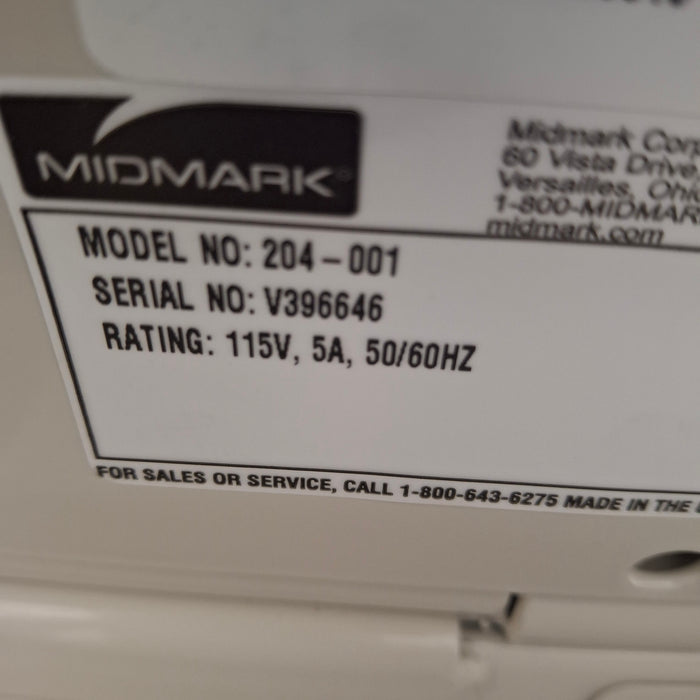 MIDMARK®
Midmark Corp
60 Vista Drive,
Versailles, Ohio
1-800-MIDMAR
midmark.com
MODEL NO: 204-001
SERIAL NO: V396646
RATING: 115V, 5A, 50/60HZ
FOR SALES OR SERVICE, CALL 1-800-643-6275 MADE IN THE